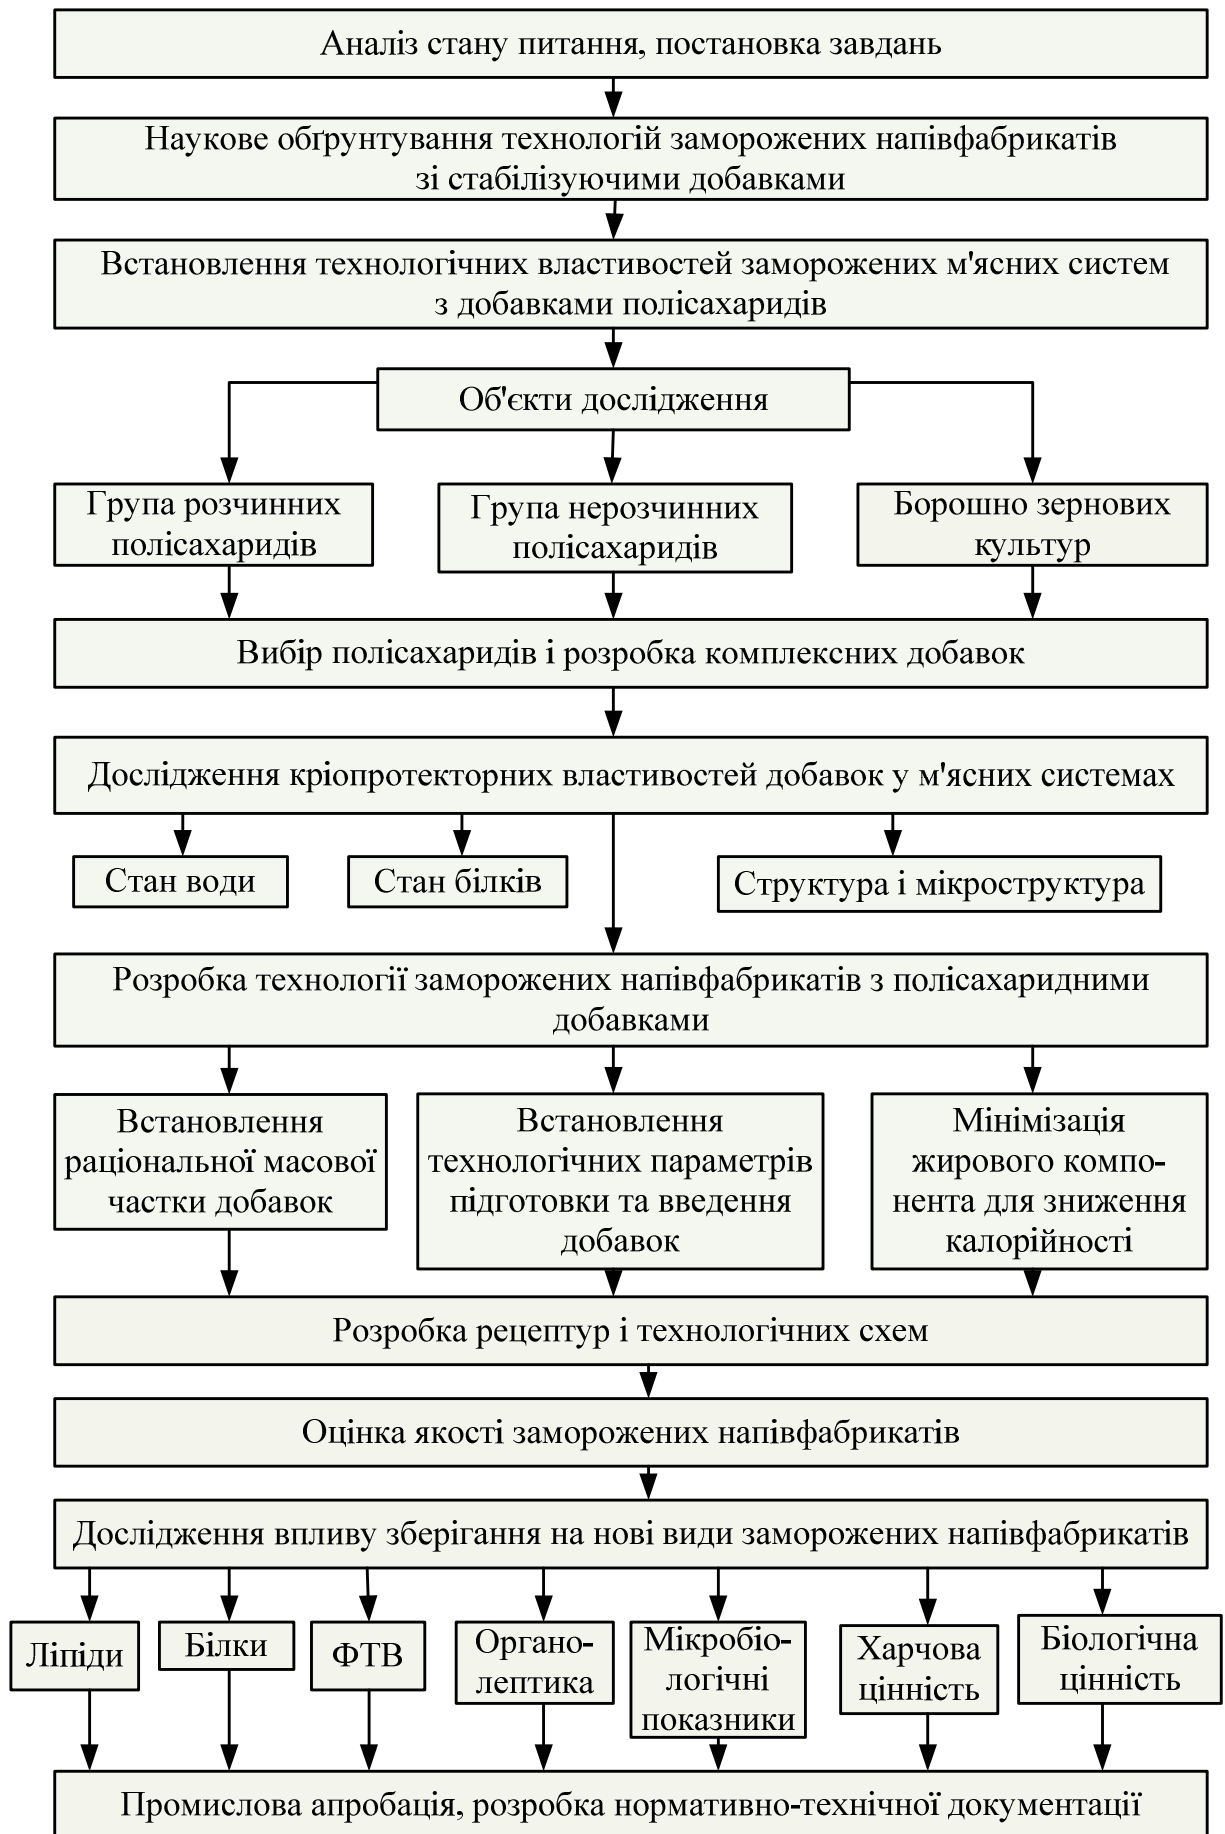 Аналіз стану питання, постановка завдань
Наукове обґрунтування технологій заморожених напівфабрикатів
зі стабілізуючими добавками
Встановлення технологічних властивостей заморожених м'ясних систем
з добавками полісахаридів
Об'єкти дослідження
Група розчинних
полісахаридів
Група нерозчинних
полісахаридів
Борошно зернових
культур
Вибір полісахаридів і розробка комплексних добавок
Дослідження кріопротекторних властивостей добавок у м'ясних системах
Стан води
Стан білків
Структура і мікроструктура
Розробка технології заморожених напівфабрикатів з полісахаридними
добавками
Встановлення
раціональної масової
частки добавок
Встановлення
технологічних параметрів
підготовки та введення
добавок
Мінімізація
жирового компо-
нента для зниження
калорійності
Розробка рецептур і технологічних схем
Оцінка якості заморожених напівфабрикатів
Дослідження впливу зберігання на нові види заморожених напівфабрикатів
Ліпіди
Білки
ФТВ
Органо-
лептика
Мікробіо-
логічні
показники
Харчова
цінність
Біологічна
цінність
Промислова апробація, розробка нормативно-технічної документації